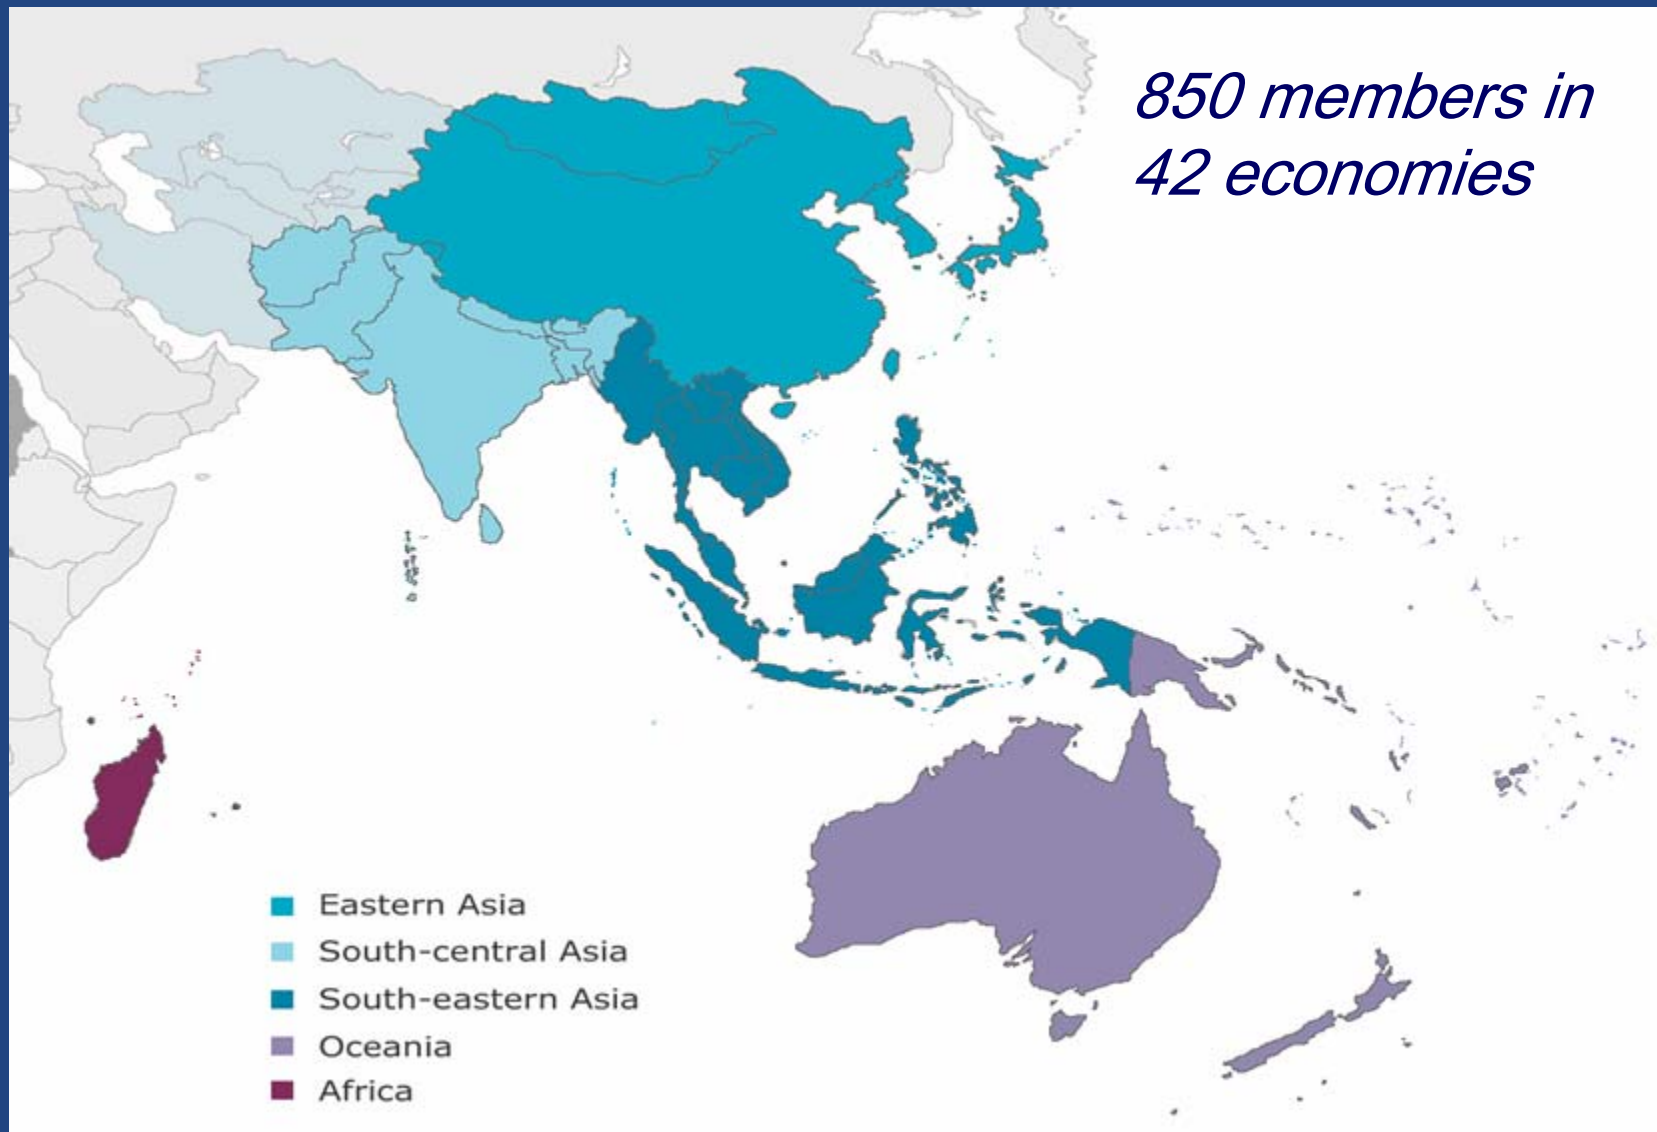 850 members in
42 economies
Eastern Asia
South-central Asia
South-eastern Asia
Oceania
Africa